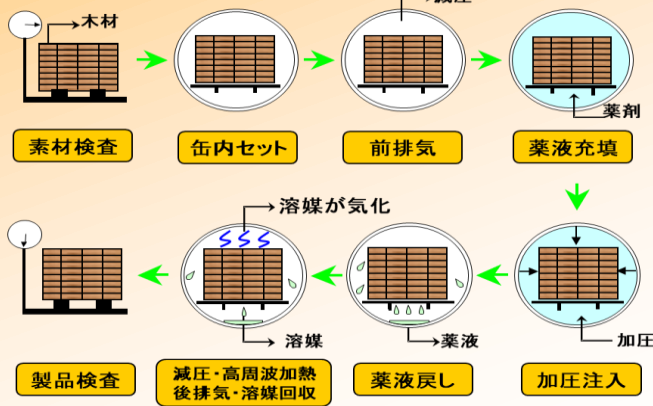 木材
減圧
薬剤
素材検査
缶内セット
前排気
薬液充填
溶媒が気化
溶媒
薬液
加圧
製品検査
減圧・高周波加熱
後排気・溶媒回収
薬液戻し
加圧注入